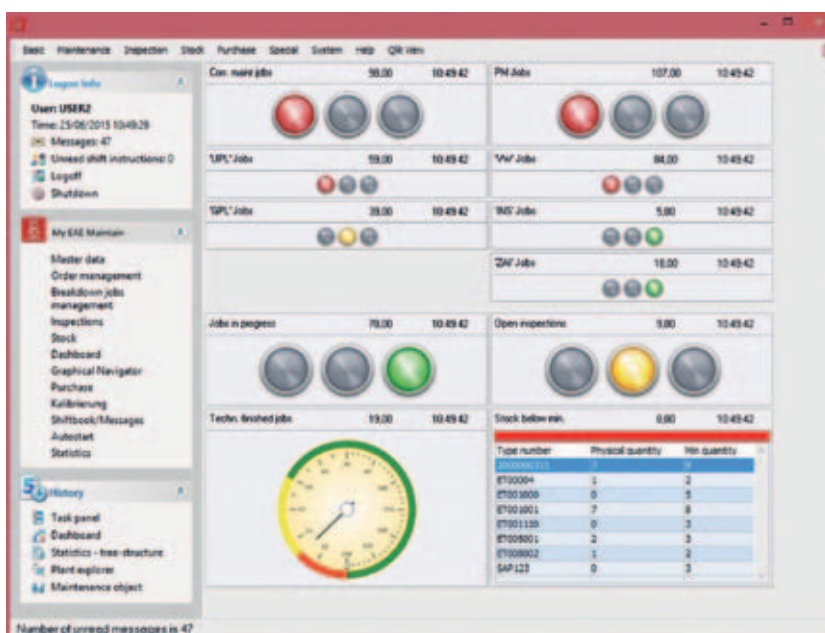 Basic Maintenance Inspection Stock Purchase Special System Help Qlik View
Logon Info
User: USER2
Time: 25/06/2015 10:49:29
Messages: 47
Unread shift instructions: 0
Logoff
Shutdown
My EAE Maintain
Master data
Order management
Breakdown jobs
management
Inspections
Stock
Dashboard
Graphical Navigator
Purchase
Kalibrierung
Shiftbook/Messages
Autostart
Statistics
History
Task panel
Dashboard
Statistics - tree-structure
Plant explorer
Maintenance object
Corr. maint jobs 98,00 10:49:42
PM Jobs 107,00 10:49:42
'UPL' Jobs 59,00 10:49:42
'VW' Jobs 84,00 10:49:42
'GPL' Jobs 39,00 10:49:42
'INS' Jobs 5,00 10:49:42
'ZAI' Jobs 18,00 10:49:42
Jobs in progress 78,00 10:49:42
Open inspections 9,00 10:49:42
Techn. finished jobs 19,00 10:49:42
Stock below min. 8,00 10:49:42
Type number Physical quantity Min quantity
ET00004 1 2
ET001000 0 5
ET001001 7 8
ET001110 0 3
ET005001 2 3
ET008002 1 2
SAP123 0 3
Number of unread messages is 47